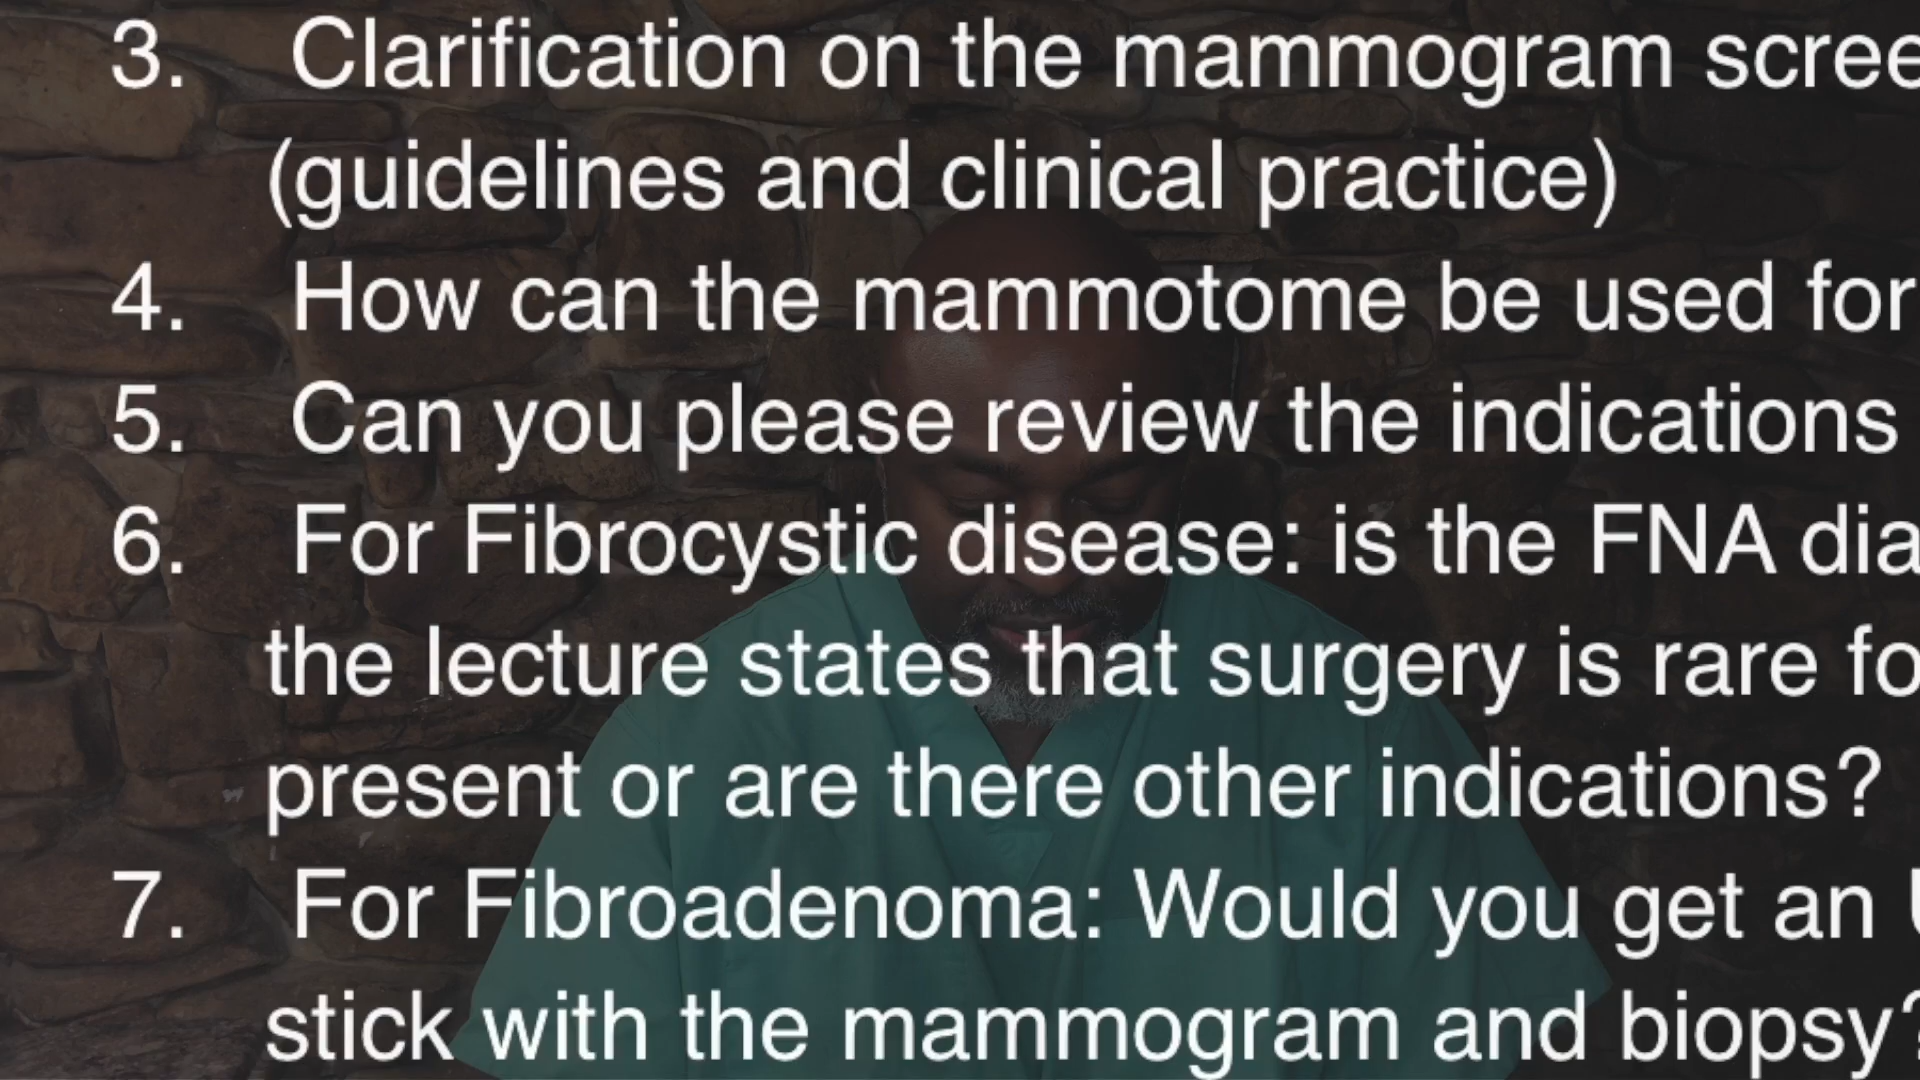 3. Clarification on the mammogram
(guidelines and clinical practice)
4. How can the mammotome be used for
5. Can you please review the indications
6. For Fibrocystic disease: is the FNA
the lecture states that surgery is rare
present or are there other indications?
7. For Fibroadenoma: Would you get an
stick with the mammogram and biopsy?